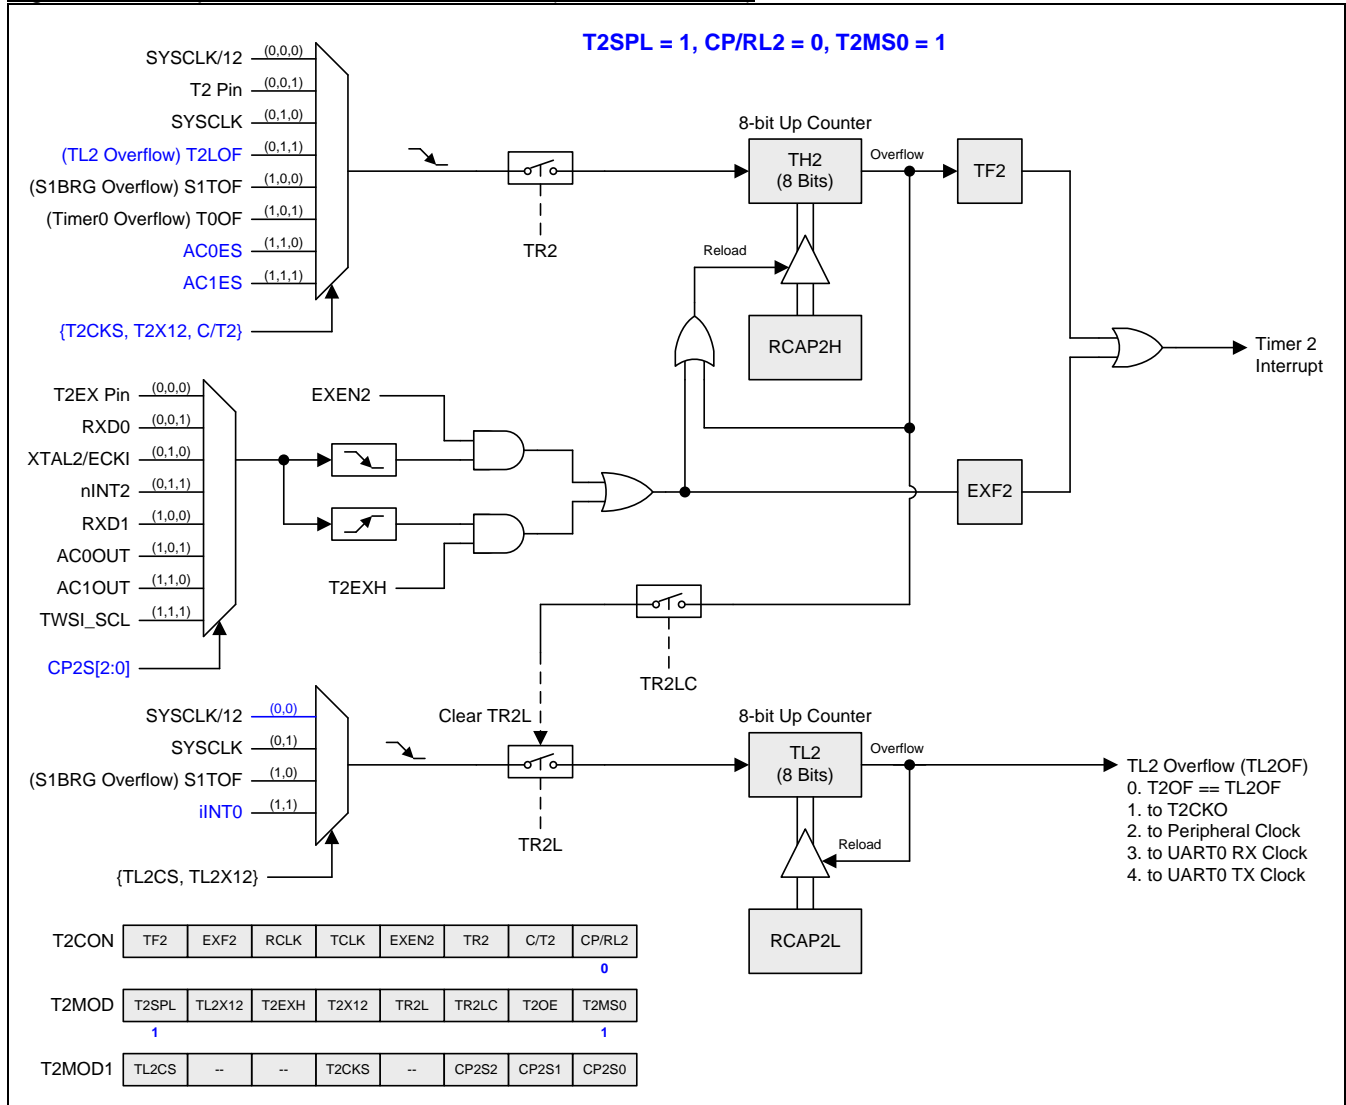 T2SPL = 1, CP/RL2 = 0, T2MS0 = 1
SYSCLK/12 (0,0,0)
T2 Pin (0,0,1)
SYSCLK (0,1,0)
(TL2 Overflow) T2LOF (0,1,1)
(S1BRG Overflow) S1TOF (1,0,0)
(Timer0 Overflow) T0OF (1,0,1)
AC0ES (1,1,0)
AC1ES (1,1,1)
{T2CKS, T2X12, C/T2}
TR2
8-bit Up Counter
TH2
(8 Bits)
Overflow
TF2
Reload
RCAP2H
Timer 2
Interrupt
T2EX Pin (0,0,0)
RXD0 (0,0,1)
XTAL2/ECKI (0,1,0)
nINT2 (0,1,1)
RXD1 (1,0,0)
AC0OUT (1,0,1)
AC1OUT (1,1,0)
TWSI_SCL (1,1,1)
CP2S[2:0]
EXEN2
T2EXH
EXF2
TR2LC
SYSCLK/12 (0,0)
SYSCLK (0,1)
(S1BRG Overflow) S1TOF (1,0)
iINT0 (1,1)
{TL2CS, TL2X12}
Clear TR2L
TR2L
8-bit Up Counter
TL2
(8 Bits)
Overflow
Reload
RCAP2L
TL2 Overflow (TL2OF)
0. T2OF == TL2OF
1. to T2CKO
2. to Peripheral Clock
3. to UART0 RX Clock
4. to UART0 TX Clock
T2CON TF2 EXF2 RCLK TCLK EXEN2 TR2 C/T2 CP/RL2
0
T2MOD T2SPL TL2X12 T2EXH T2X12 TR2L TR2LC T2OE T2MS0
1 1
T2MOD1 TL2CS -- -- T2CKS -- CP2S2 CP2S1 CP2S0